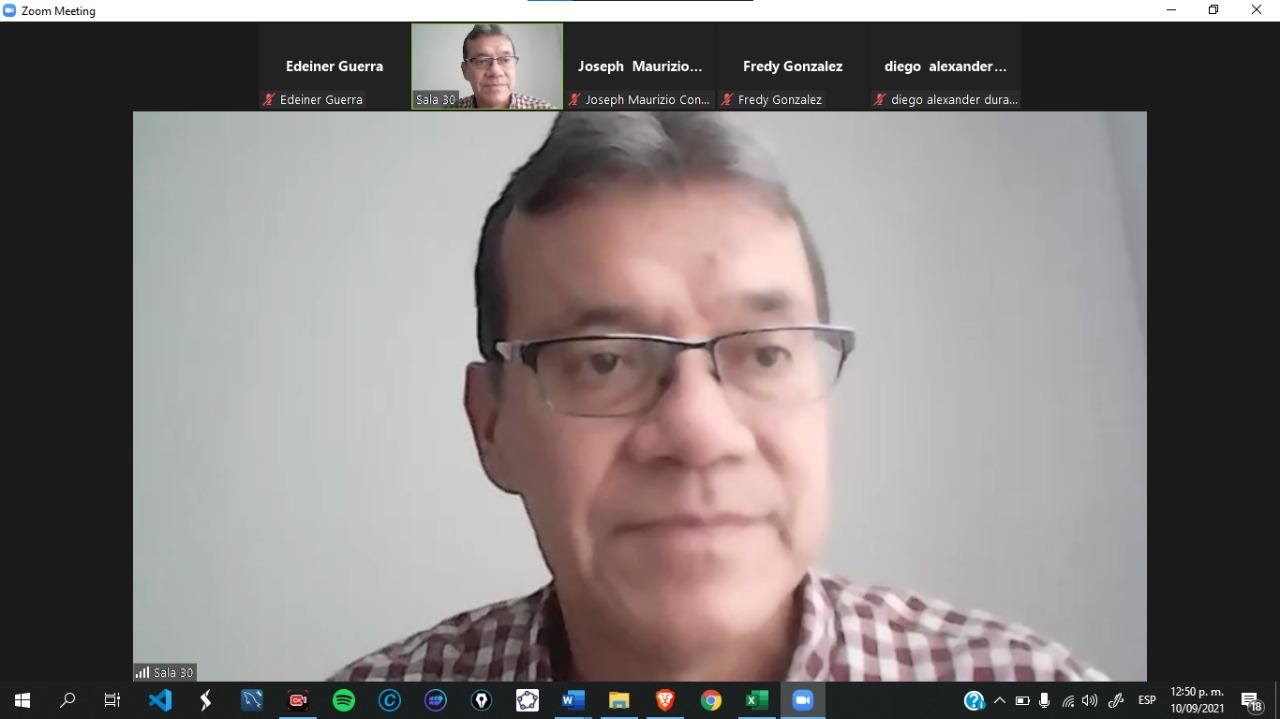 Zoom Meeting
Edeiner Guerra
Joseph Maurizio...
Fredy Gonzalez
diego alexander...
Edeiner Guerra
Sala 30
Joseph Maurizio Con...
Fredy Gonzalez
diego alexander dura...
Sala 30
ESP
12:50 p. m.
10/09/2021
18